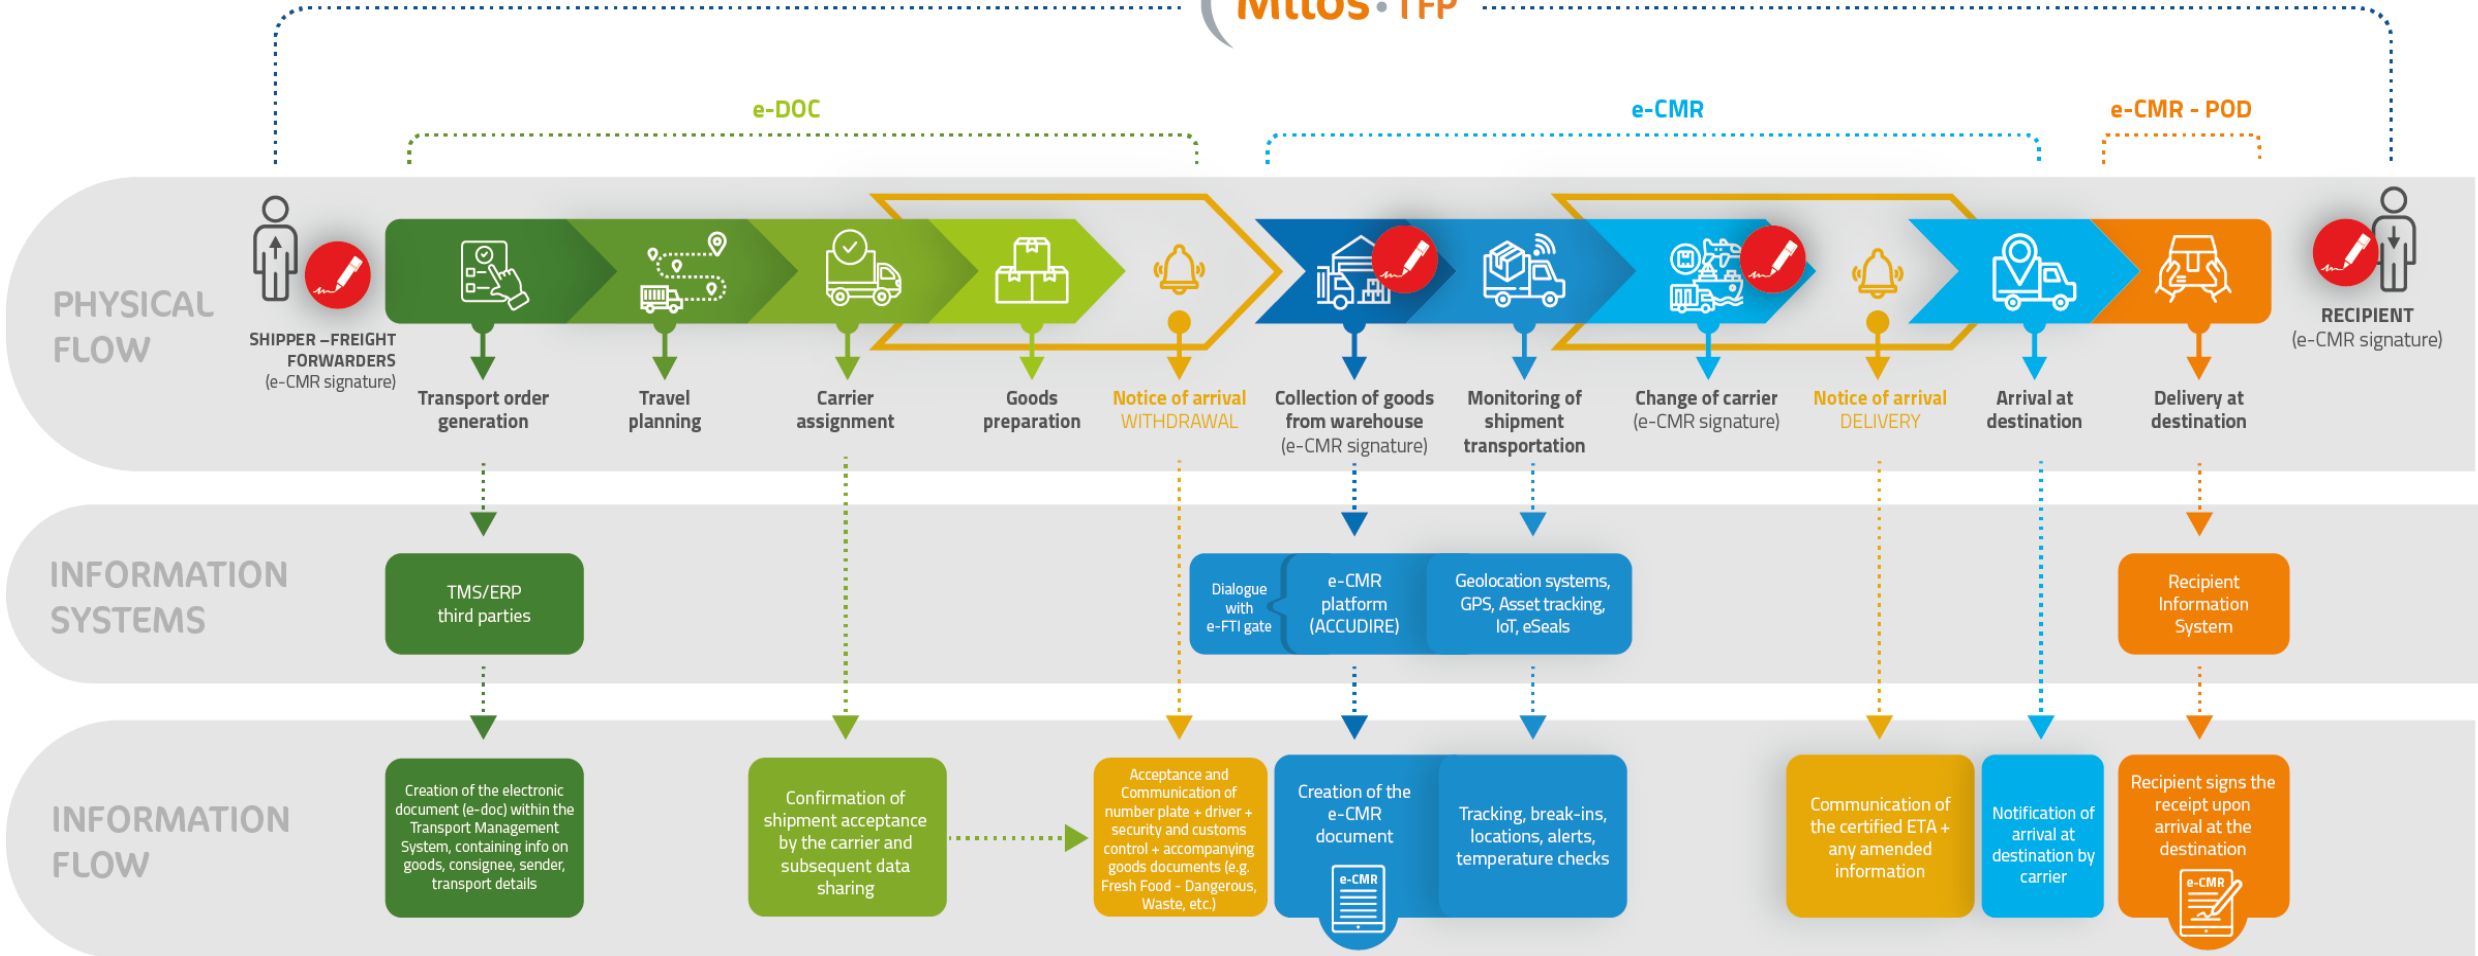 Mitos • TFP
e-DOC
e-CMR
e-CMR - POD
PHYSICAL
FLOW
SHIPPER –FREIGHT
FORWARDERS
(e-CMR signature)
Transport order
generation
Travel
planning
Carrier
assignment
Goods
preparation
Notice of arrival
WITHDRAWAL
Collection of goods
from warehouse
(e-CMR signature)
Monitoring of
shipment
transportation
Change of carrier
(e-CMR signature)
Notice of arrival
DELIVERY
Arrival at
destination
Delivery at
destination
RECIPIENT
(e-CMR signature)
INFORMATION
SYSTEMS
TMS/ERP
third parties
Dialogue
with
e-FTI gate
e-CMR
platform
(ACCUDIRE)
Geolocation systems,
GPS, Asset tracking,
IoT, eSeals
Recipient
Information
System
INFORMATION
FLOW
Creation of the electronic
document (e-doc) within the
Transport Management
System, containing info on
goods, consignee, sender,
transport details
Confirmation of
shipment acceptance
by the carrier and
subsequent data
sharing
Acceptance and
Communication of
number plate + driver +
security and customs
control + accompanying
goods documents (e.g.
Fresh Food - Dangerous,
Waste, etc.)
Creation of the
e-CMR
document
e-CMR
Tracking, break-ins,
locations, alerts,
temperature checks
Communication of
the certified ETA +
any amended
information
Notification of
arrival at
destination by
carrier
Recipient signs the
receipt upon
arrival at the
destination
e-CMR